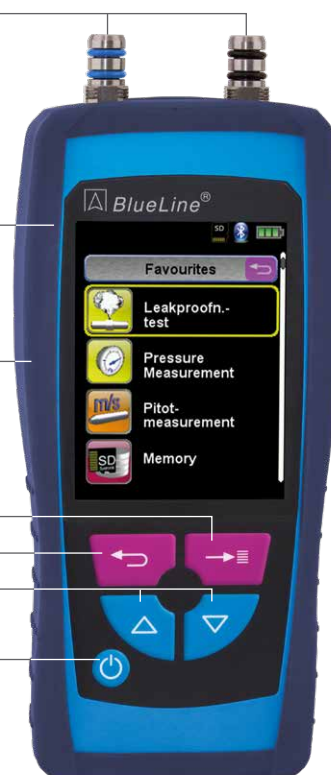 BlueLine®
SD
Favourites
Leakproofn.-
test
Pressure
Measurement
m/s
Pitot-
measurement
SD
Memory